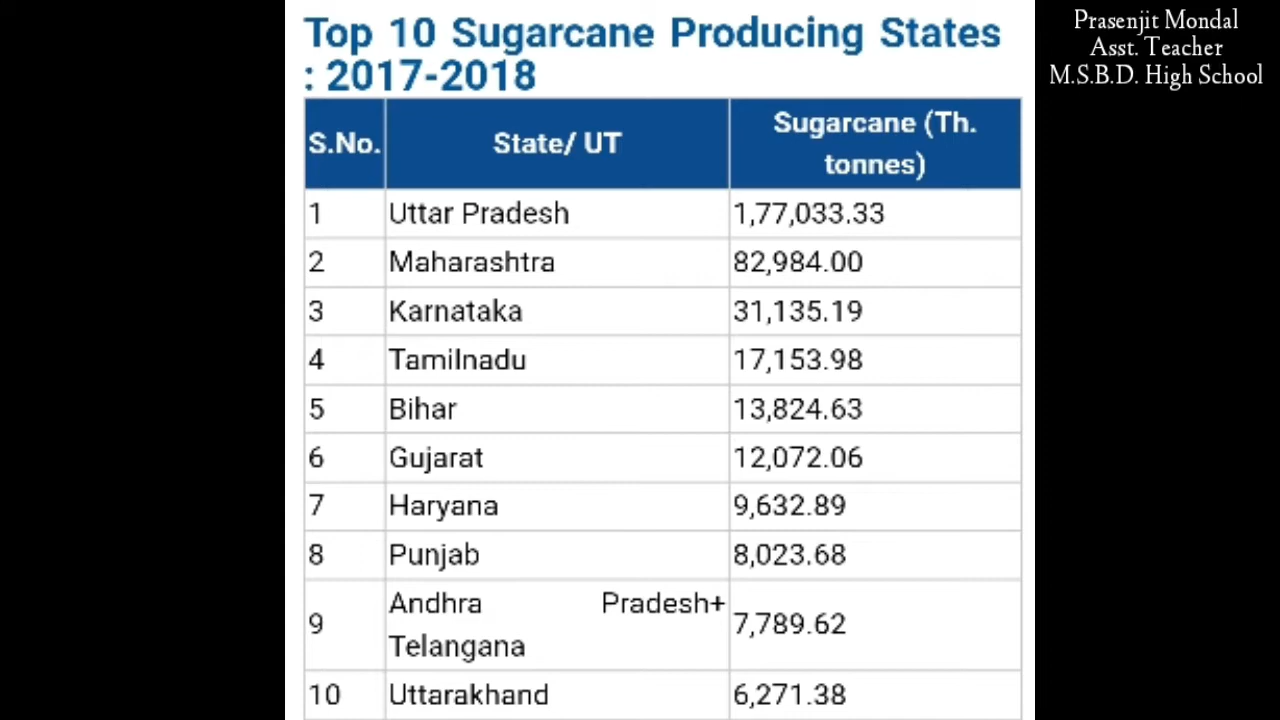 Top 10 Sugarcane Producing States
: 2017-2018
Prasenjit Mondal
Asst. Teacher
M.S.B.D. High School
S.No. State/ UT Sugarcane (Th. tonnes)
1 Uttar Pradesh 1,77,033.33
2 Maharashtra 82,984.00
3 Karnataka 31,135.19
4 Tamilnadu 17,153.98
5 Bihar 13,824.63
6 Gujarat 12,072.06
7 Haryana 9,632.89
8 Punjab 8,023.68
9 Andhra Pradesh+ Telangana 7,789.62
10 Uttarakhand 6,271.38